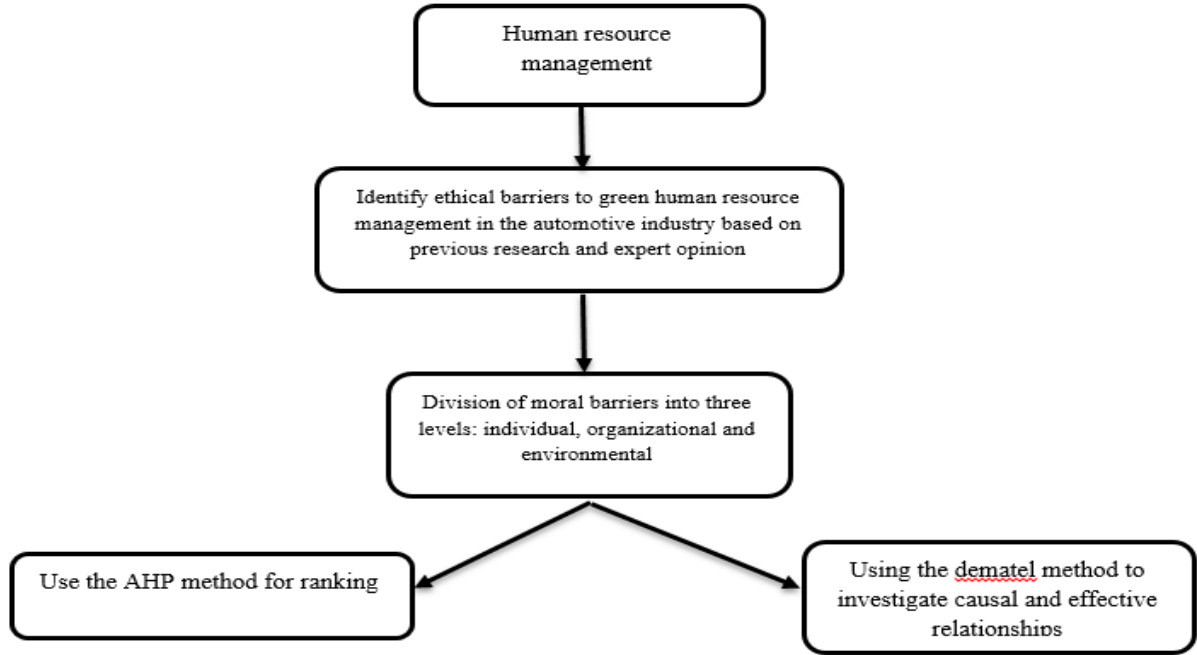 Human resource
management
Identify ethical barriers to green human resource
management in the automotive industry based on
previous research and expert opinion
Division of moral barriers into three
levels: individual, organizational and
environmental
Use the AHP method for ranking
Using the dematel method to
investigate causal and effective
relationships